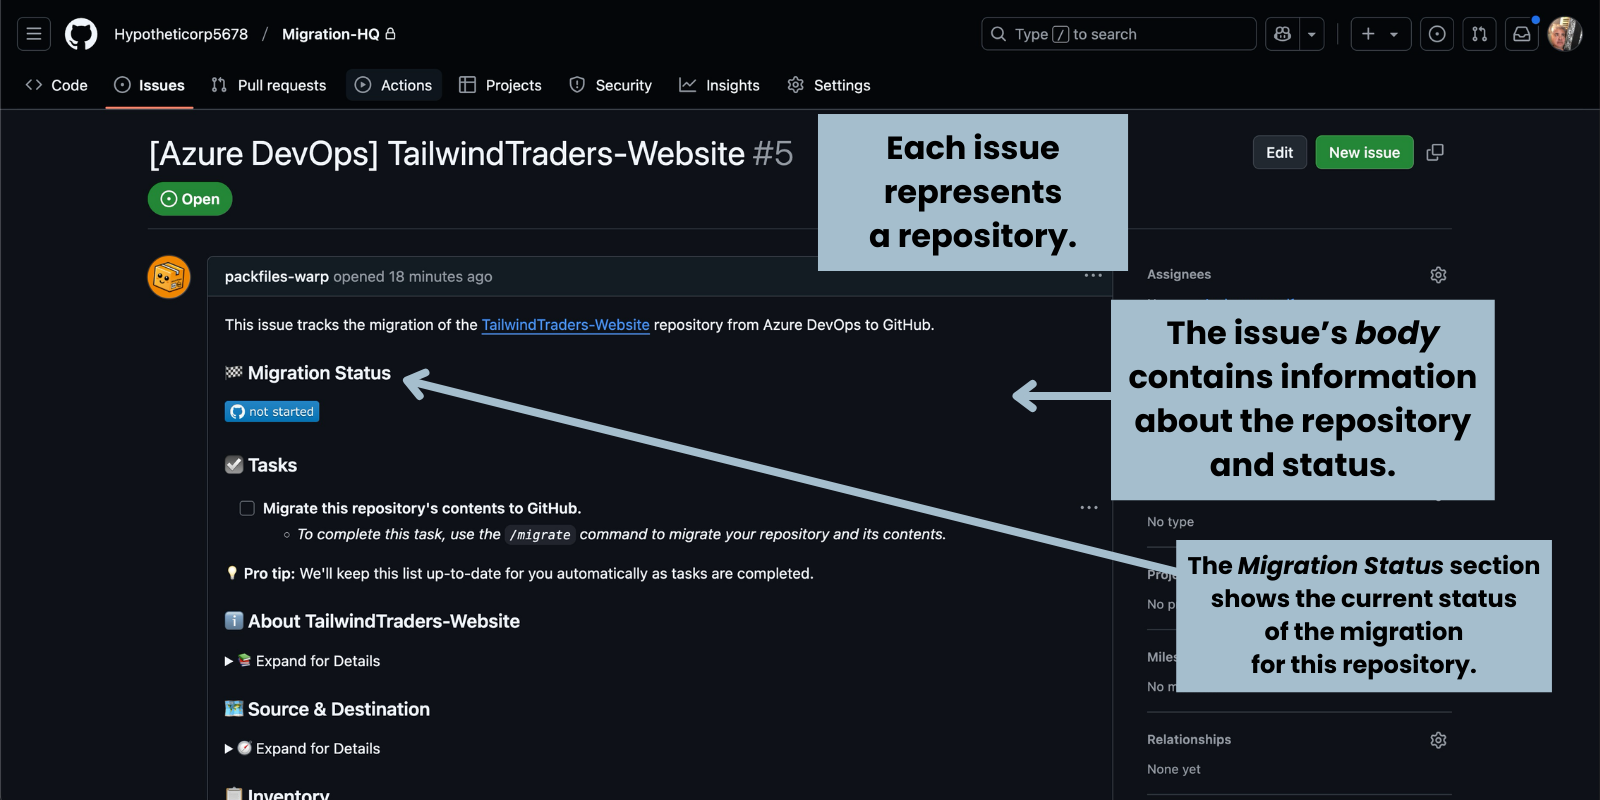 Hypotheticorp5678 / Migration-HQ
Type / to search
Code Issues Pull requests Actions Projects Security Insights Settings
[Azure DevOps] TailwindTraders-Website #5
Edit New issue
Open
Each issue
represents
a repository.
packfiles-warp opened 18 minutes ago
Assignees
This issue tracks the migration of the TailwindTraders-Website repository from Azure DevOps to GitHub.
The issue's body
contains information
about the repository
and status.
Migration Status
not started
Tasks
Migrate this repository's contents to GitHub.
To complete this task, use the /migrate command to migrate your repository and its contents.
No type
The Migration Status section
shows the current status
of the migration
for this repository.
Pro tip: We'll keep this list up-to-date for you automatically as tasks are completed.
No
About TailwindTraders-Website
Expand for Details
No
Source & Destination
Expand for Details
Relationships
None yet
Inventory